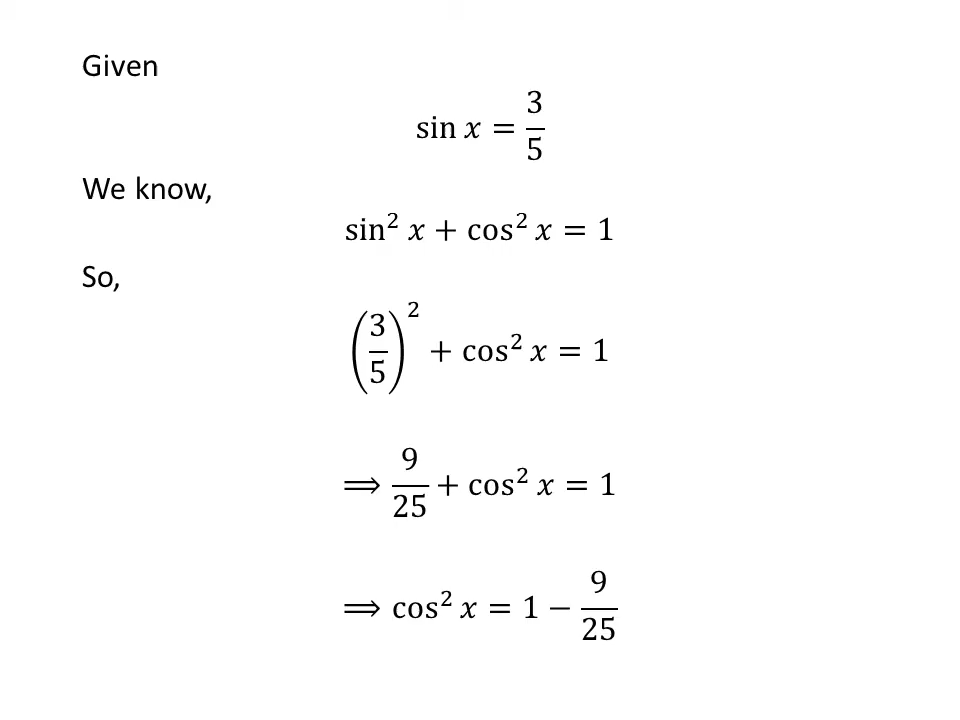 Given
sin 𝑥 = 3/5
We know,
sin² 𝑥 + cos² 𝑥 = 1
So,
(3/5)² + cos² 𝑥 = 1
⟹ 9/25 + cos² 𝑥 = 1
⟹ cos² 𝑥 = 1 − 9/25